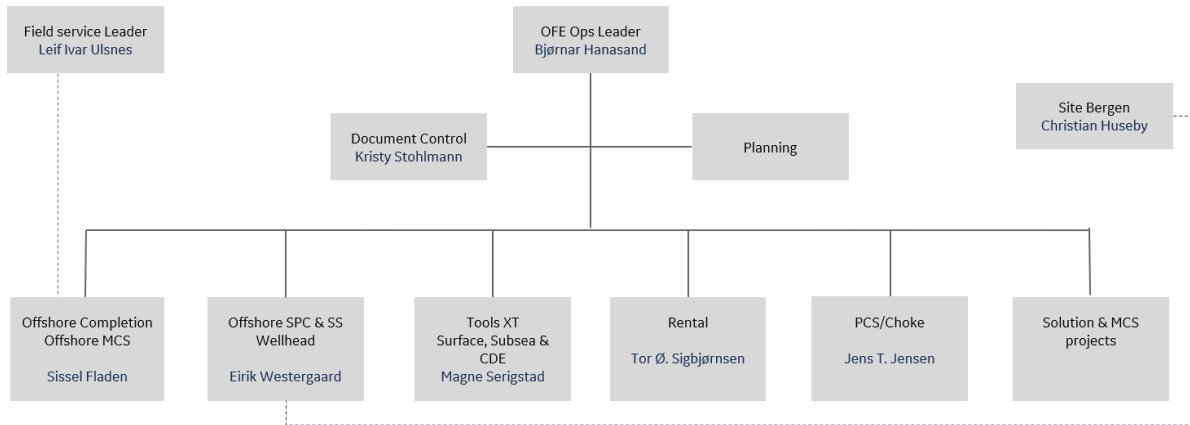 Field service Leader
Leif Ivar Ulsnes
OFE Ops Leader
Bjørnar Hanasand
Site Bergen
Christian Huseby
Document Control
Kristy Stohlmann
Planning
Offshore Completion
Offshore MCS
Sissel Fladen
Offshore SPC & SS
Wellhead
Eirik Westergaard
Tools XT
Surface, Subsea &
CDE
Magne Serigstad
Rental
Tor Ø. Sigbjørnsen
PCS/Choke
Jens T. Jensen
Solution & MCS
projects